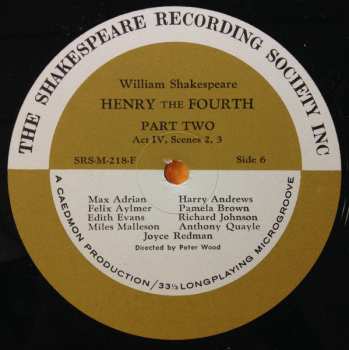 THE SHAKESPEARE RECORDING SOCIETY INC
William Shakespeare
HENRY THE FOURTH
PART TWO
Act IV, Scenes 2, 3
SRS-M-218-F Side 6
Max Adrian Harry Andrews
Felix Aylmer Pamela Brown
Edith Evans Richard Johnson
Miles Malleson Anthony Quayle
Joyce Redman
Directed by Peter Wood
A CAEDMON PRODUCTION / 33⅓ LONGPLAYING MICROGROOVE